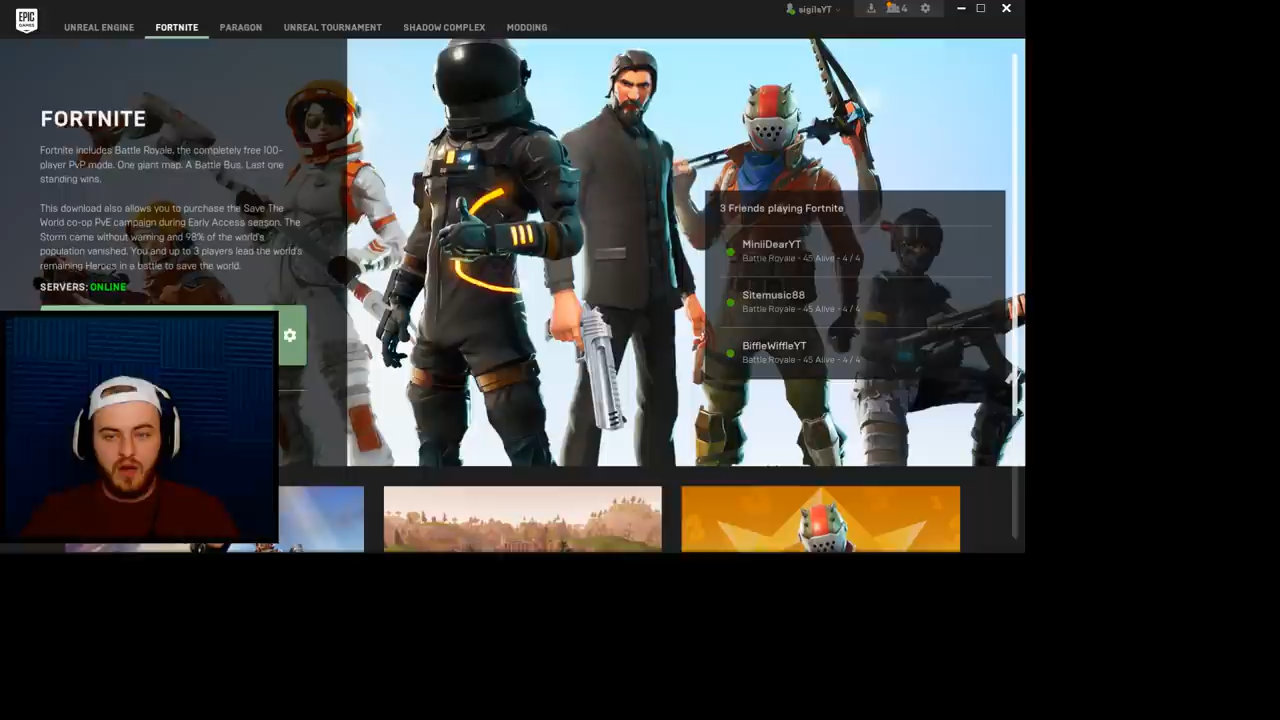 EPIC
GAMES
UNREAL ENGINE
FORTNITE
PARAGON
UNREAL TOURNAMENT
SHADOW COMPLEX
MODDING
sigilsYT
4
FORTNITE
Fortnite includes Battle Royale, the completely free 100-
player PvP mode. One giant map. A Battle Bus. Last one
standing wins.
This download also allows you to purchase the Save The
World co-op PvE campaign during Early Access season. The
Storm came without warning and 98% of the world's
population vanished. You and up to 3 players lead the world's
remaining Heroes in a battle to save the world.
SERVERS: ONLINE
3 Friends playing Fortnite
MiniiDearYT
Battle Royale - 45 Alive - 4 / 4
Sitemusic88
Battle Royale - 45 Alive - 4 / 4
BiffleWiffleYT
Battle Royale - 45 Alive - 4 / 4